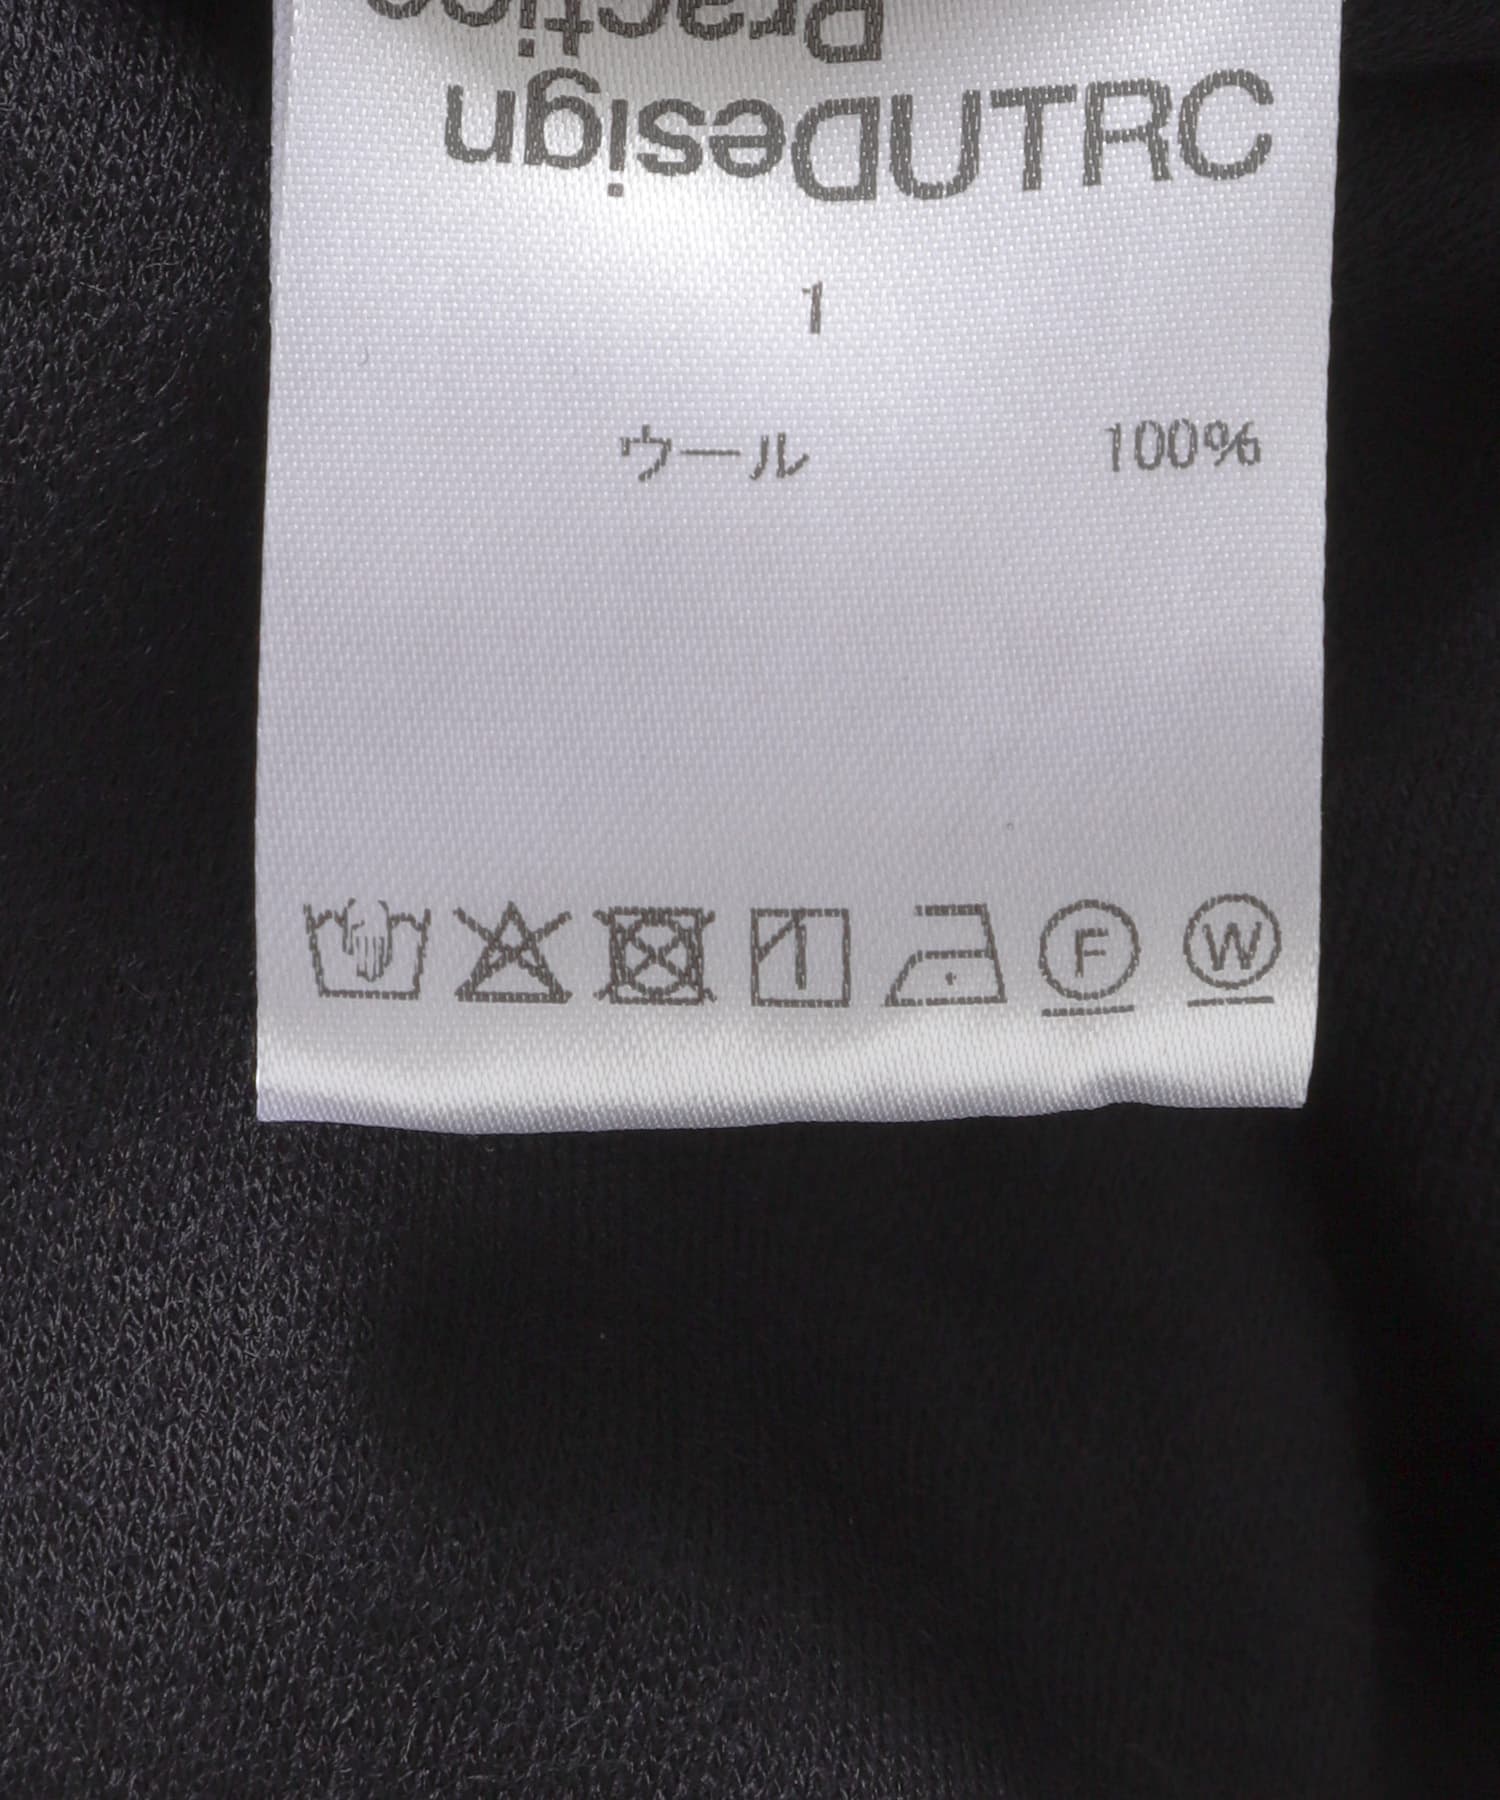 Practice
Design UTRC
1
ウール 100%
F W